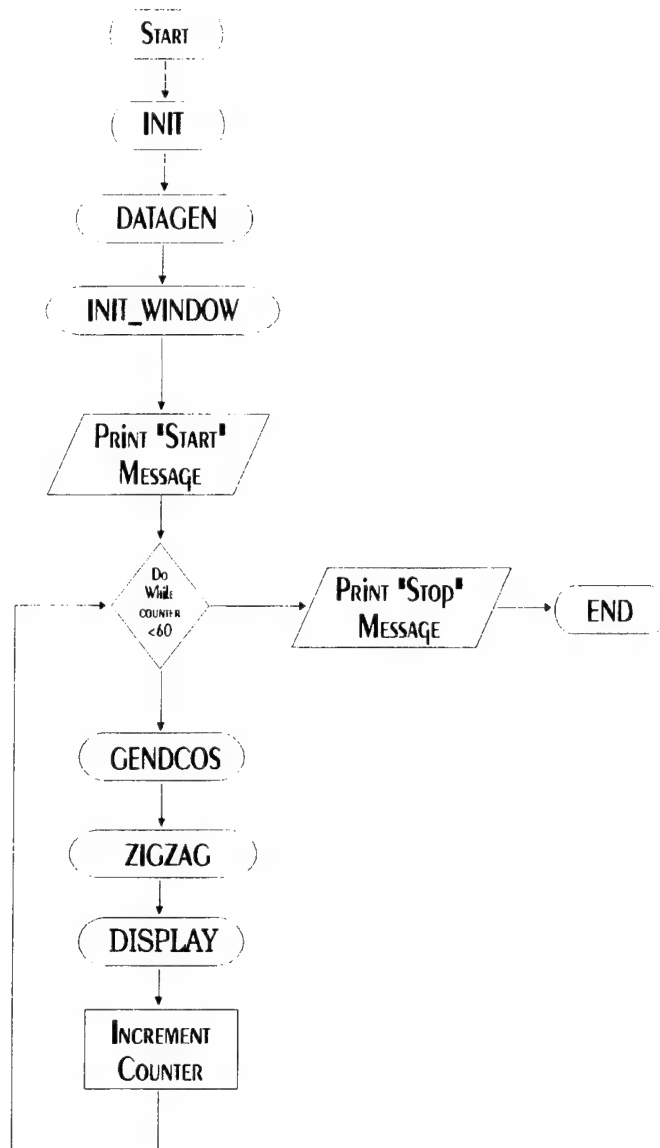 START
INIT
DATAGEN
INIT_WINDOW
PRINT "START"
MESSAGE
DO
WHILE
COUNTER
<60
PRINT "STOP"
MESSAGE
END
GENDCOS
ZIGZAG
DISPLAY
INCREMENT
COUNTER